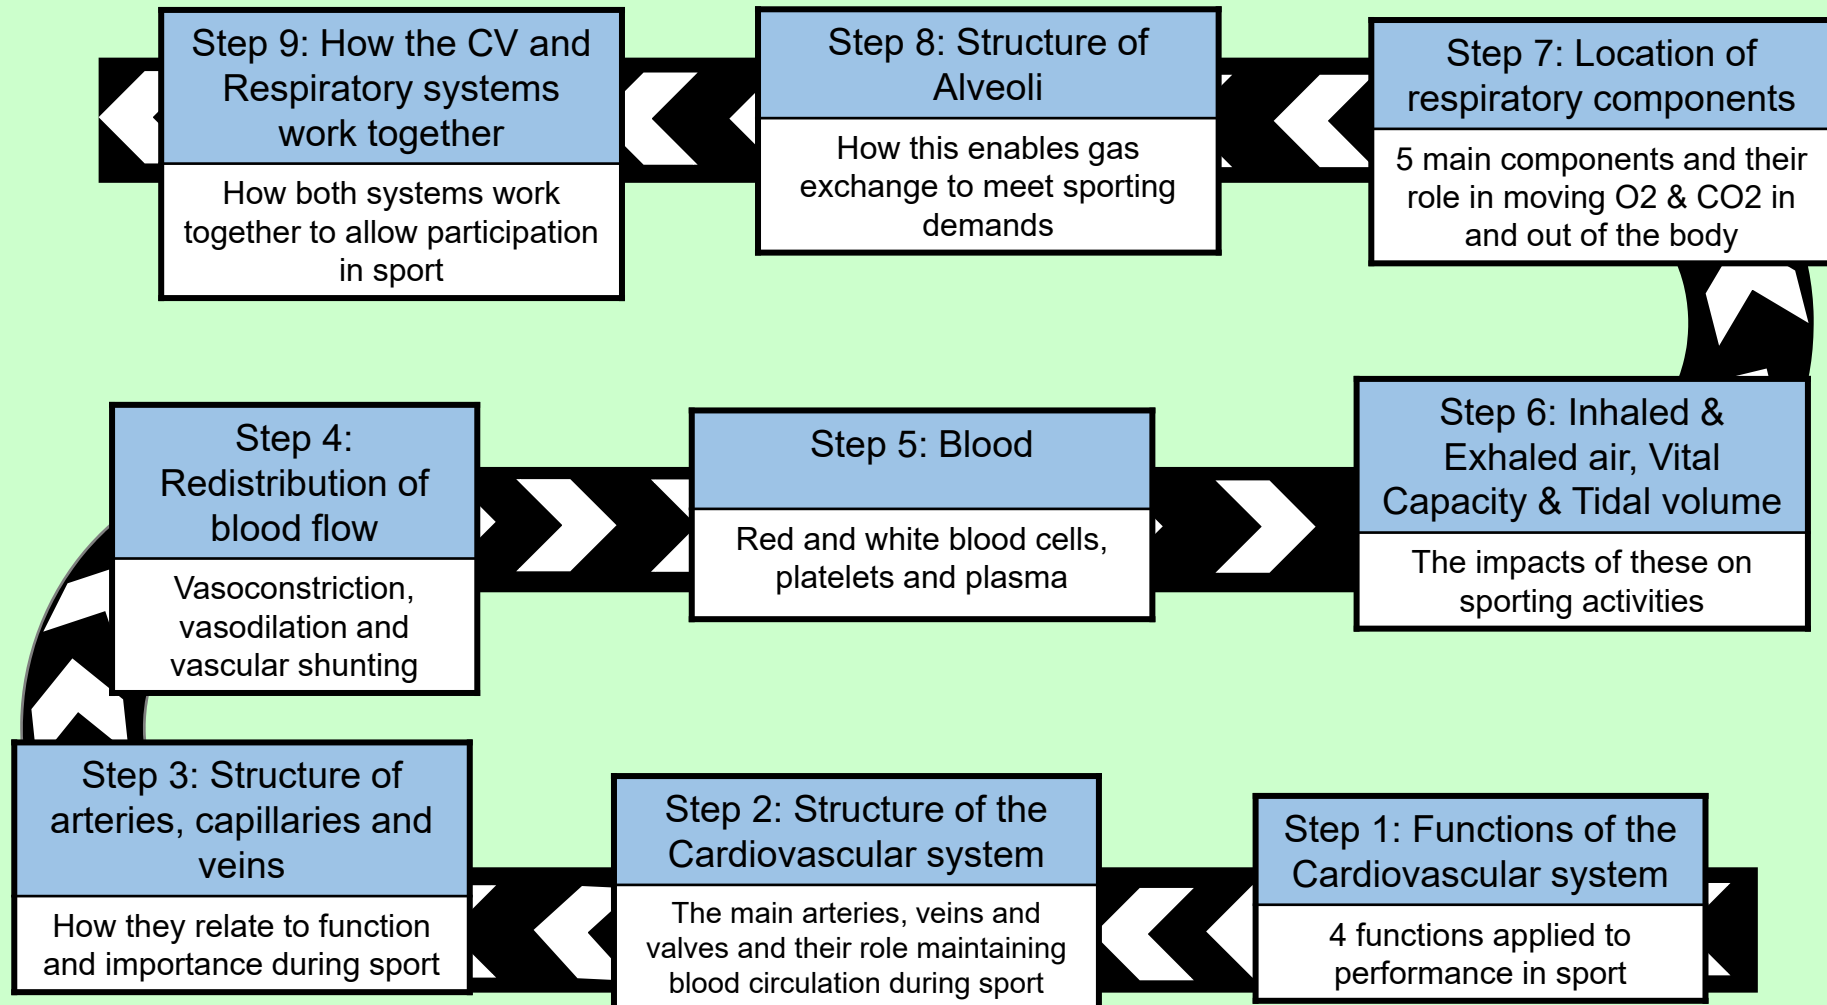 Step 9: How the CV and
Respiratory systems
work together
How both systems work
together to allow participation
in sport
Step 8: Structure of
Alveoli
How this enables gas
exchange to meet sporting
demands
Step 7: Location of
respiratory components
5 main components and their
role in moving O2 & CO2 in
and out of the body
Step 4:
Redistribution of
blood flow
Vasoconstriction,
vasodilation and
vascular shunting
Step 5: Blood
Red and white blood cells,
platelets and plasma
Step 6: Inhaled &
Exhaled air, Vital
Capacity & Tidal volume
The impacts of these on
sporting activities
Step 3: Structure of
arteries, capillaries and
veins
How they relate to function
and importance during sport
Step 2: Structure of the
Cardiovascular system
The main arteries, veins and
valves and their role maintaining
blood circulation during sport
Step 1: Functions of the
Cardiovascular system
4 functions applied to
performance in sport